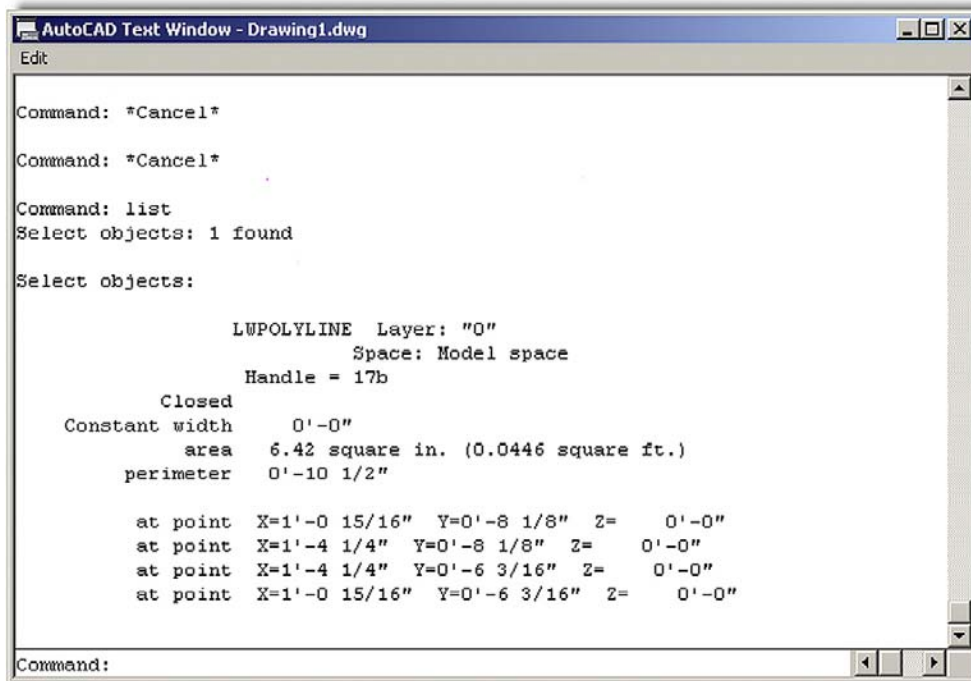 AutoCAD Text Window - Drawing1.dwg
Edit
Command: *Cancel*
Command: *Cancel*
Command: list
Select objects: 1 found
Select objects:
LWPOLYLINE  Layer: "0"
Space: Model space
Handle = 17b
Closed
Constant width    0'-0"
area   6.42 square in. (0.0446 square ft.)
perimeter   0'-10 1/2"
at point  X=1'-0 15/16"  Y=0'-8 1/8"  Z=    0'-0"
at point  X=1'-4 1/4"  Y=0'-8 1/8"  Z=    0'-0"
at point  X=1'-4 1/4"  Y=0'-6 3/16"  Z=    0'-0"
at point  X=1'-0 15/16"  Y=0'-6 3/16"  Z=    0'-0"
Command: